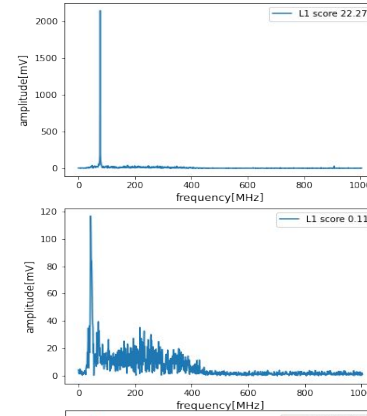 L1 score 22.27
2000
1500
1000
500
0
amplitude[mV]
0 200 400 600 800 1000
frequency[MHz]
L1 score 0.11
120
100
80
60
40
20
0
amplitude[mV]
0 200 400 600 800 1000
frequency[MHz]